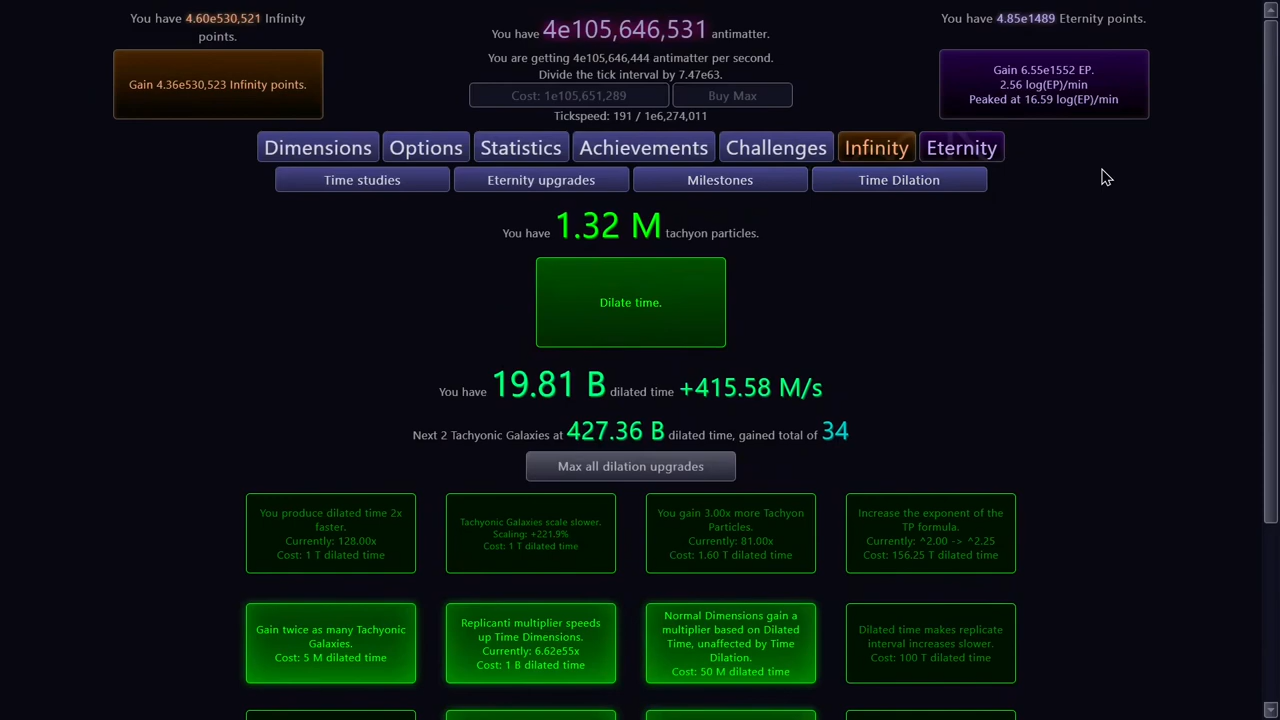 You have 4.60e530,521 Infinity
points.
You have 4e105,646,531 antimatter.
You have 4.85e1489 Eternity points.
Gain 4.36e530,523 Infinity points.
You are getting 4e105,646,444 antimatter per second.
Divide the tick interval by 7.47e63.
Cost: 1e105,651,289
Buy Max
Tickspeed: 191 / 1e6,274,011
Gain 6.55e1552 EP.
2.56 log(EP)/min
Peaked at 16.59 log(EP)/min
Dimensions
Options
Statistics
Achievements
Challenges
Infinity
Eternity
Time studies
Eternity upgrades
Milestones
Time Dilation
You have 1.32 M tachyon particles.
Dilate time.
You have 19.81 B dilated time +415.58 M/s
Next 2 Tachyonic Galaxies at 427.36 B dilated time, gained total of 34
Max all dilation upgrades
You produce dilated time 2x
faster.
Currently: 128.00x
Cost: 1 T dilated time
Tachyonic Galaxies scale slower.
Scaling: +221.9%
Cost: 1 T dilated time
You gain 3.00x more Tachyon
Particles.
Currently: 81.00x
Cost: 1.60 T dilated time
Increase the exponent of the
TP formula.
Currently: ^2.00 -> ^2.25
Cost: 156.25 T dilated time
Gain twice as many Tachyonic
Galaxies.
Cost: 5 M dilated time
Replicanti multiplier speeds
up Time Dimensions.
Currently: 6.62e55x
Cost: 1 B dilated time
Normal Dimensions gain a
multiplier based on Dilated
Time, unaffected by Time
Dilation.
Cost: 50 M dilated time
Dilated time makes replicate
interval increases slower.
Cost: 100 T dilated time